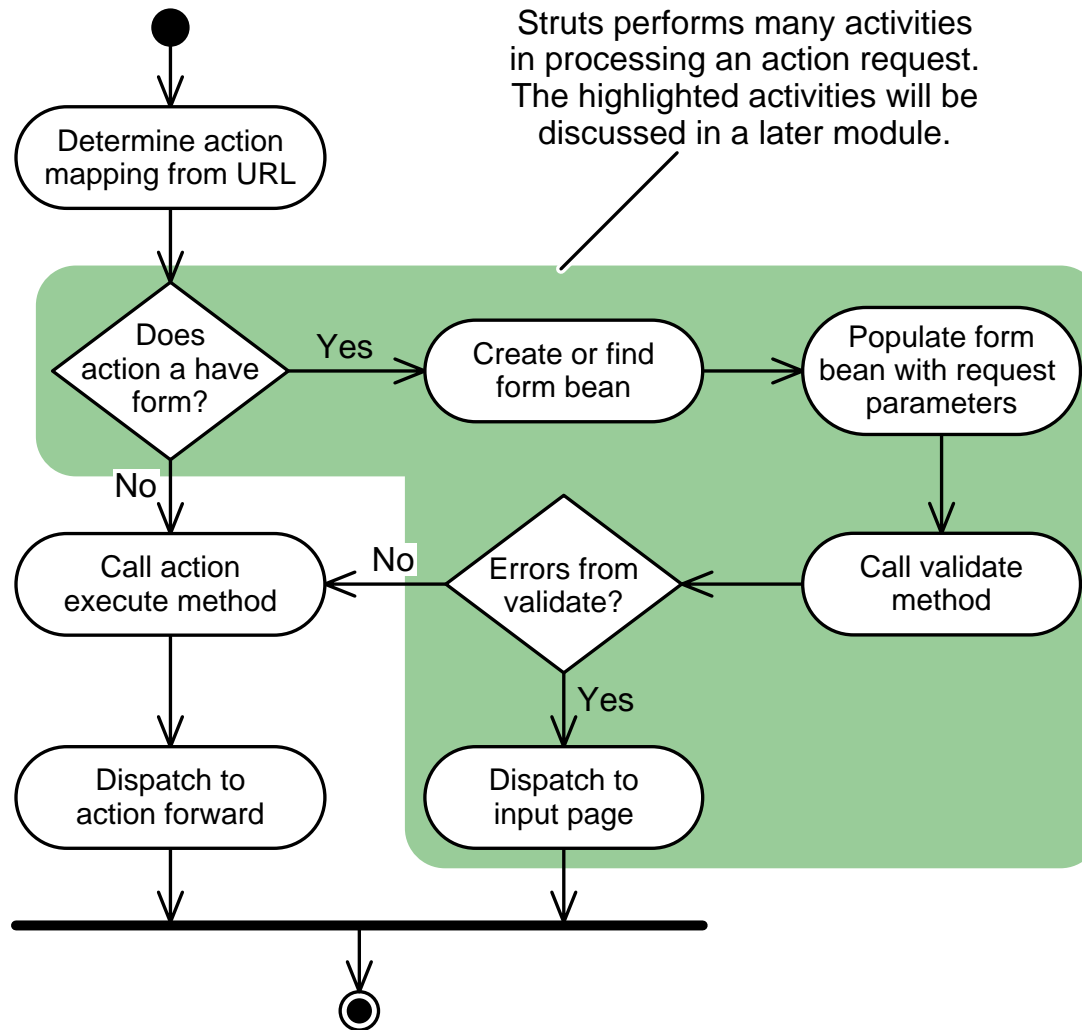 Struts performs many activities
in processing an action request.
The highlighted activities will be
discussed in a later module.
Determine action
mapping from URL
Does
action a have
form?
Yes
Create or find
form bean
Populate form
bean with request
parameters
No
Call action
execute method
No
Errors from
validate?
Call validate
method
Yes
Dispatch to
action forward
Dispatch to
input page